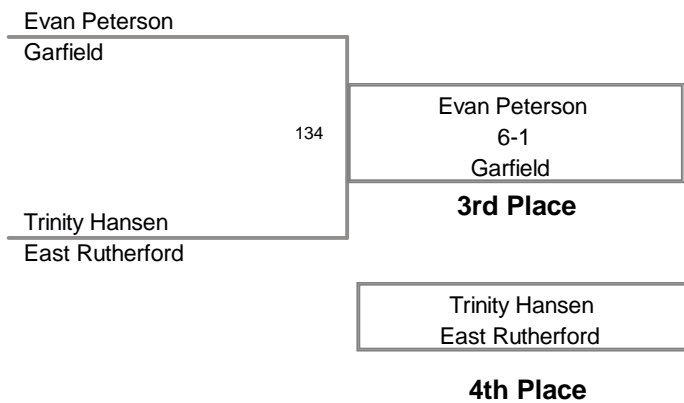 Evan Peterson
Garfield
134
Evan Peterson
6-1
Garfield
3rd Place
Trinity Hansen
East Rutherford
Trinity Hansen
East Rutherford
4th Place